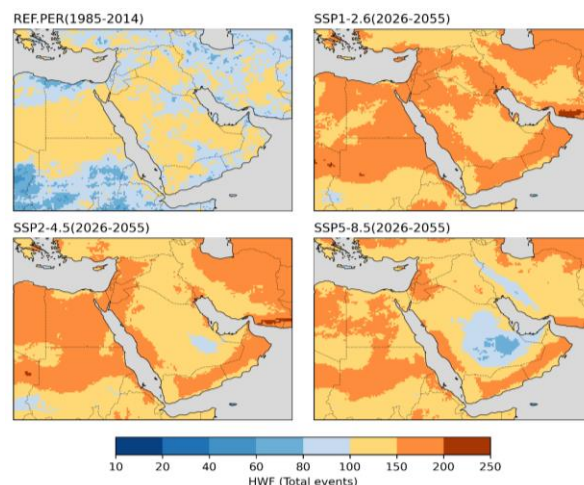 REF.PER(1985-2014)
SSP1-2.6(2026-2055)
SSP2-4.5(2026-2055)
SSP5-8.5(2026-2055)
10 20 40 60 80 100 150 200 250
HWF (Total events)